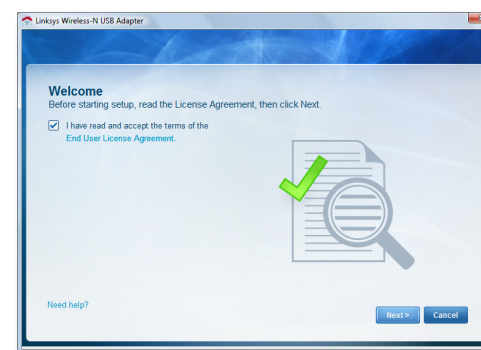 Linksys Wireless-N USB Adapter
Welcome
Before starting setup, read the License Agreement, then click Next.
I have read and accept the terms of the
End User License Agreement.
Need help?
Next >
Cancel